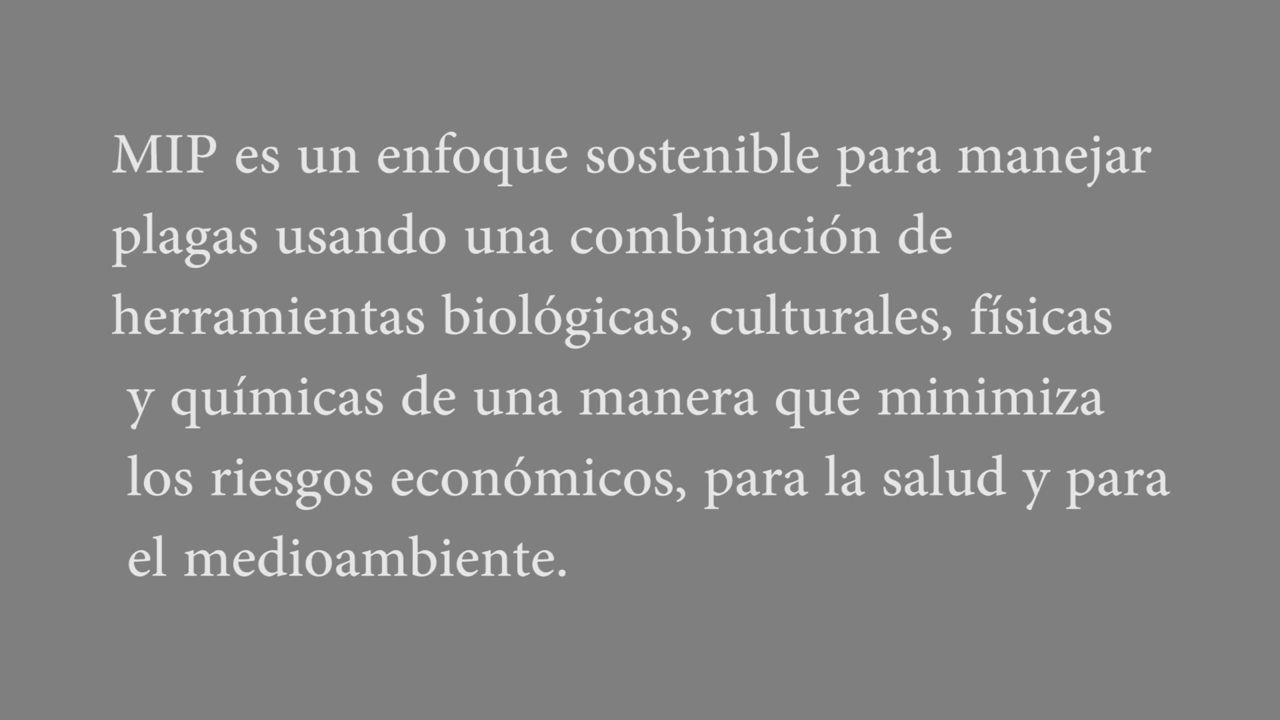 MIP es un enfoque sostenible para manejar
plagas usando una combinación de
herramientas biológicas, culturales, físicas
y químicas de una manera que minimiza
los riesgos económicos, para la salud y para
el medioambiente.